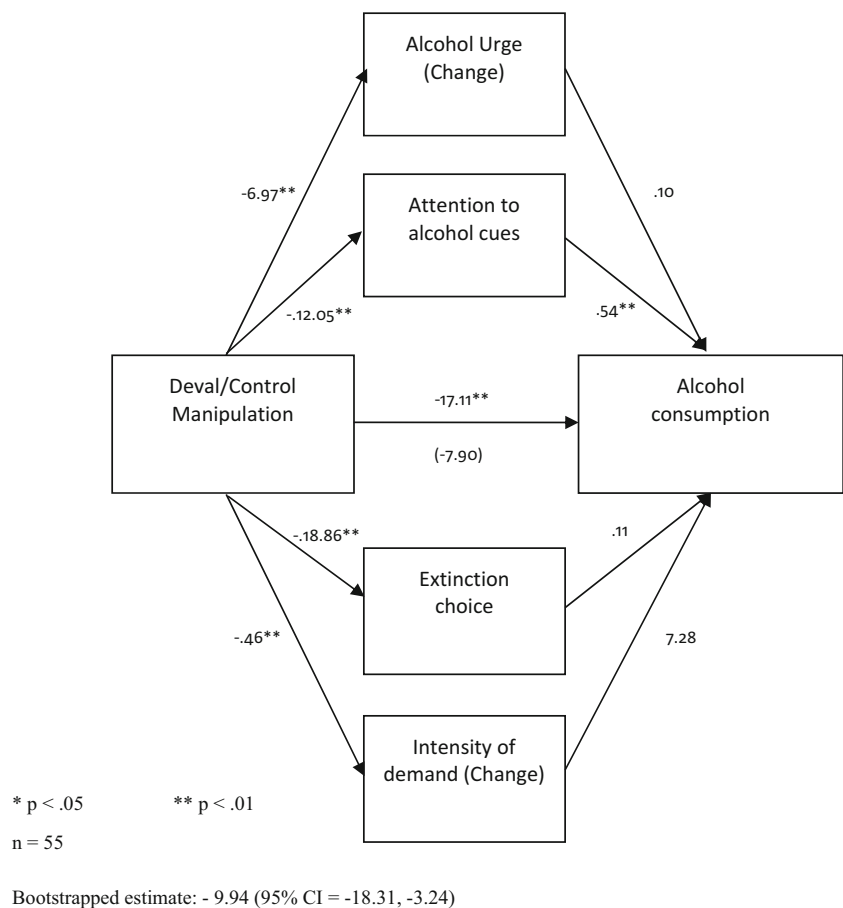 Alcohol Urge
(Change)
-6.97**
.10
Attention to
alcohol cues
-.12.05**
.54**
Deval/Control
Manipulation
-17.11**
(-7.90)
Alcohol
consumption
-.18.86**
.11
Extinction
choice
-.46**
7.28
Intensity of
demand (Change)
* p < .05 ** p < .01
n = 55
Bootstrapped estimate: - 9.94 (95% CI = -18.31, -3.24)